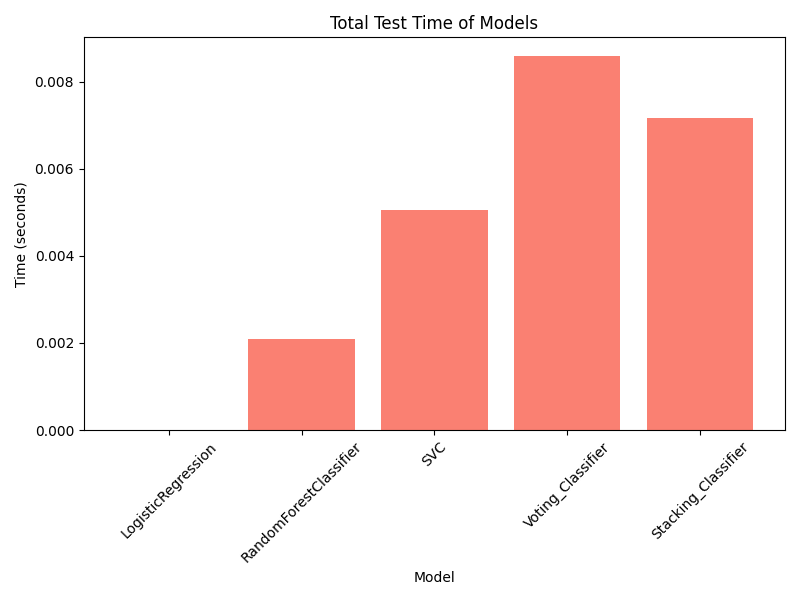 Total Test Time of Models
Time (seconds)
0.008
0.006
0.004
0.002
0.000
LogisticRegression
RandomForestClassifier
SVC
Voting_Classifier
Stacking_Classifier
Model